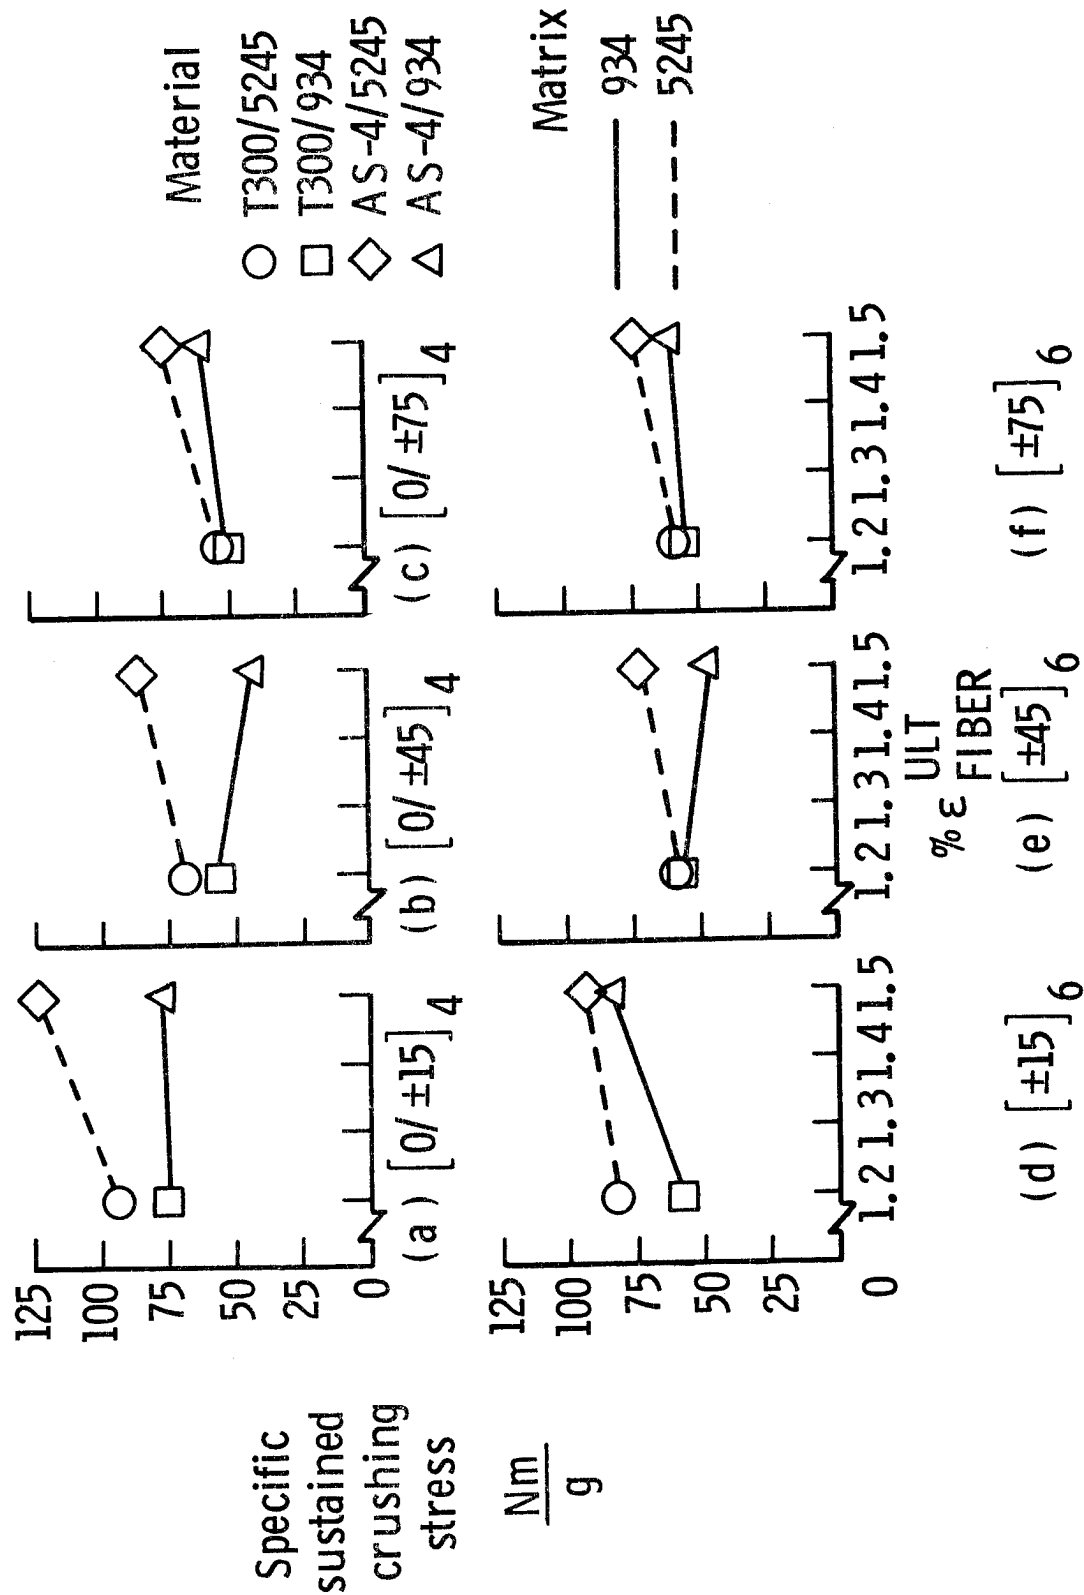 Specific
sustained
crushing
stress
Nm
g
125
100
75
50
25
0
(a) [0/ ±15]4
(b) [0/ ±45]4
(c) [0/ ±75]4
Material
T300/5245
T300/934
AS-4/5245
AS-4/934
125
100
75
50
25
0
1.2 1.3 1.4 1.5
1.2 1.3 1.4 1.5
1.2 1.3 1.4 1.5
% ε ULT
FIBER
(d) [±15]6
(e) [±45]6
(f) [±75]6
Matrix
934
5245